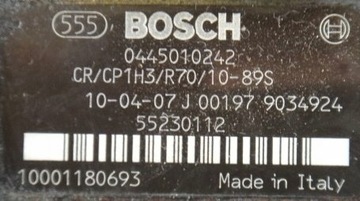 555 BOSCH
0445010242
CR/CP1H3/R70/10-89S
10-04-07 J 00197 9034924
55230112
10001180693 Made in Italy